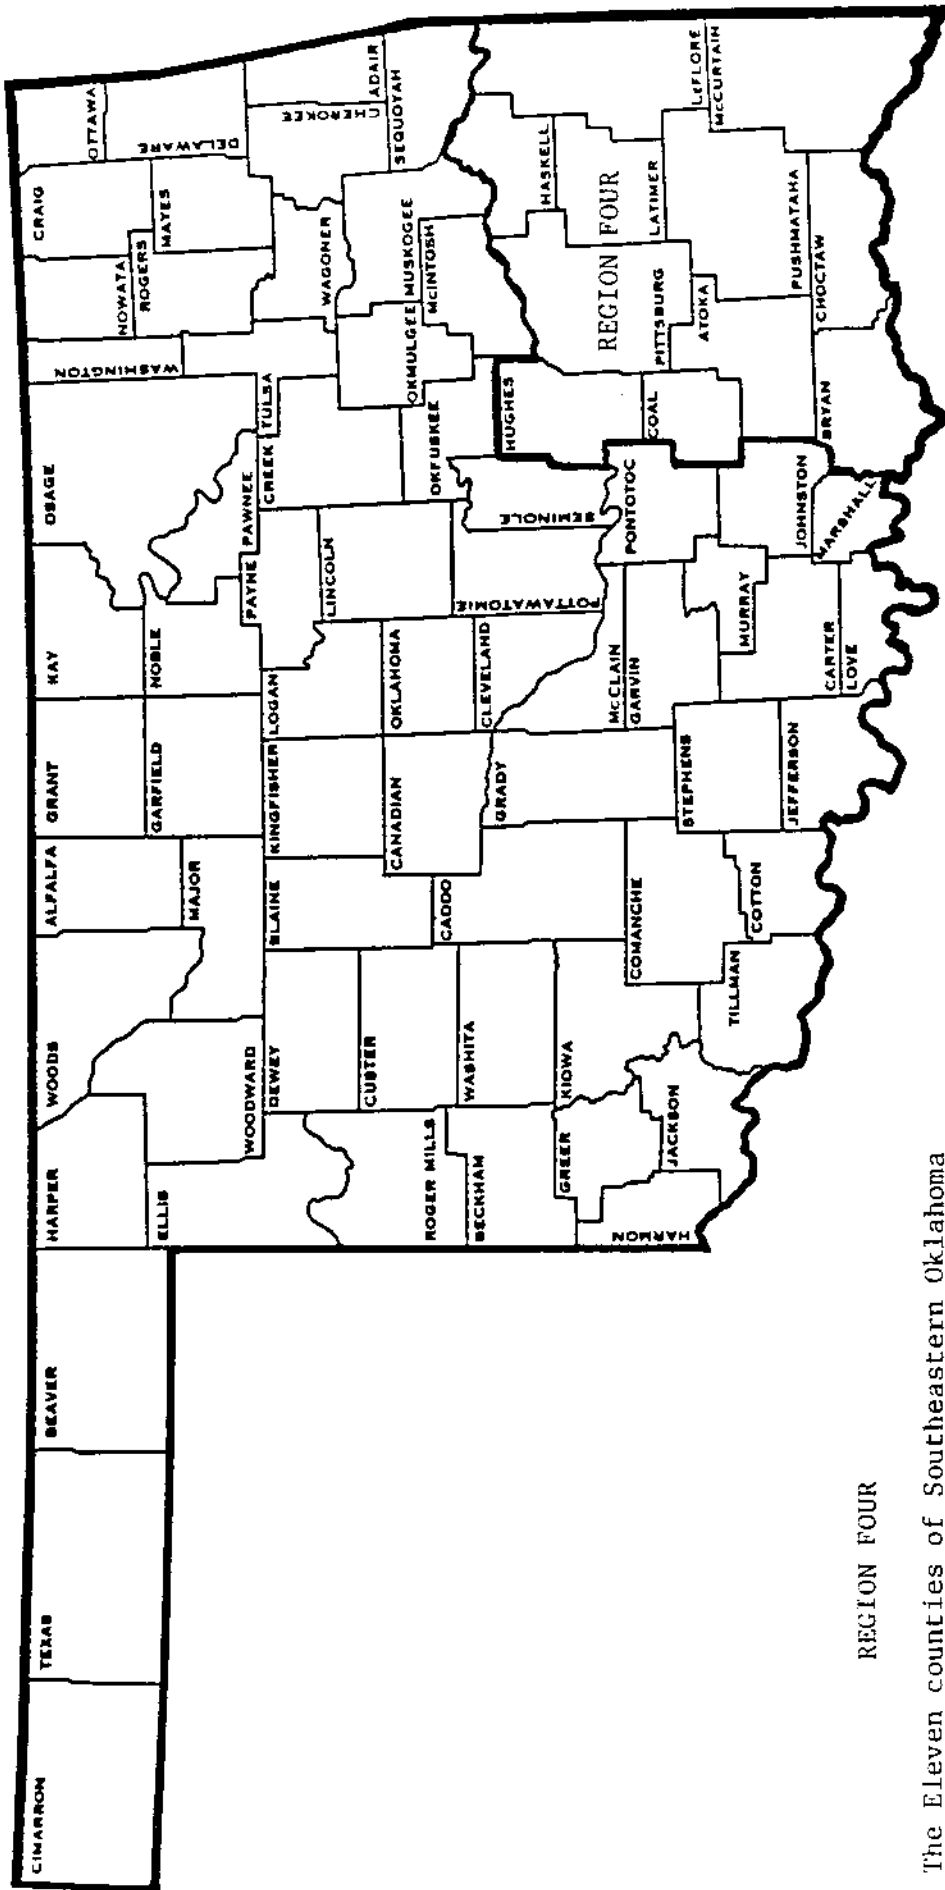 CIMARRON
TEXAS
BEAVER
HARPER
WOODS
ALFALFA
GRANT
KAY
OSAGE
WASHINGTON
NOWATA
CRAIG
OTTAWA
ELLIS
WOODWARD
MAJOR
GARFIELD
NOBLE
PAWNEE
ROGERS
MAYES
DELAWARE
DEWEY
BLAINE
KINGFISHER
LOGAN
PAYNE
CREEK
TULSA
WAGONER
CHEROKEE
ADAIR
ROGER MILLS
CUSTER
CANADIAN
OKLAHOMA
LINCOLN
OKFUSKEE
OKMULGEE
MUSKOGEE
SEQUOYAH
BECKHAM
WASHITA
CADDO
GRADY
CLEVELAND
POTTAWATOMIE
SEMINOLE
HUGHES
McINTOSH
HASKELL
GREER
KIOWA
COMANCHE
McCLAIN
GARVIN
PONTOTOC
COAL
PITTSBURG
REGION FOUR
LATIMER
LeFLORE
HARMON
JACKSON
TILLMAN
COTTON
STEPHENS
JEFFERSON
MURRAY
CARTER
LOVE
JOHNSTON
MARSHALL
ATOKA
BRYAN
PUSHMATAHA
CHOCTAW
McCURTAIN
REGION FOUR
The Eleven counties of Southeastern Oklahoma